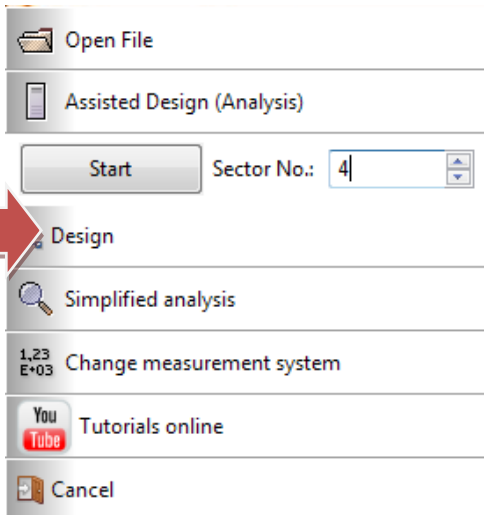 Open File
Assisted Design (Analysis)
Start Sector No.: 4
Design
Simplified analysis
1,23
E+03 Change measurement system
You
Tube Tutorials online
Cancel